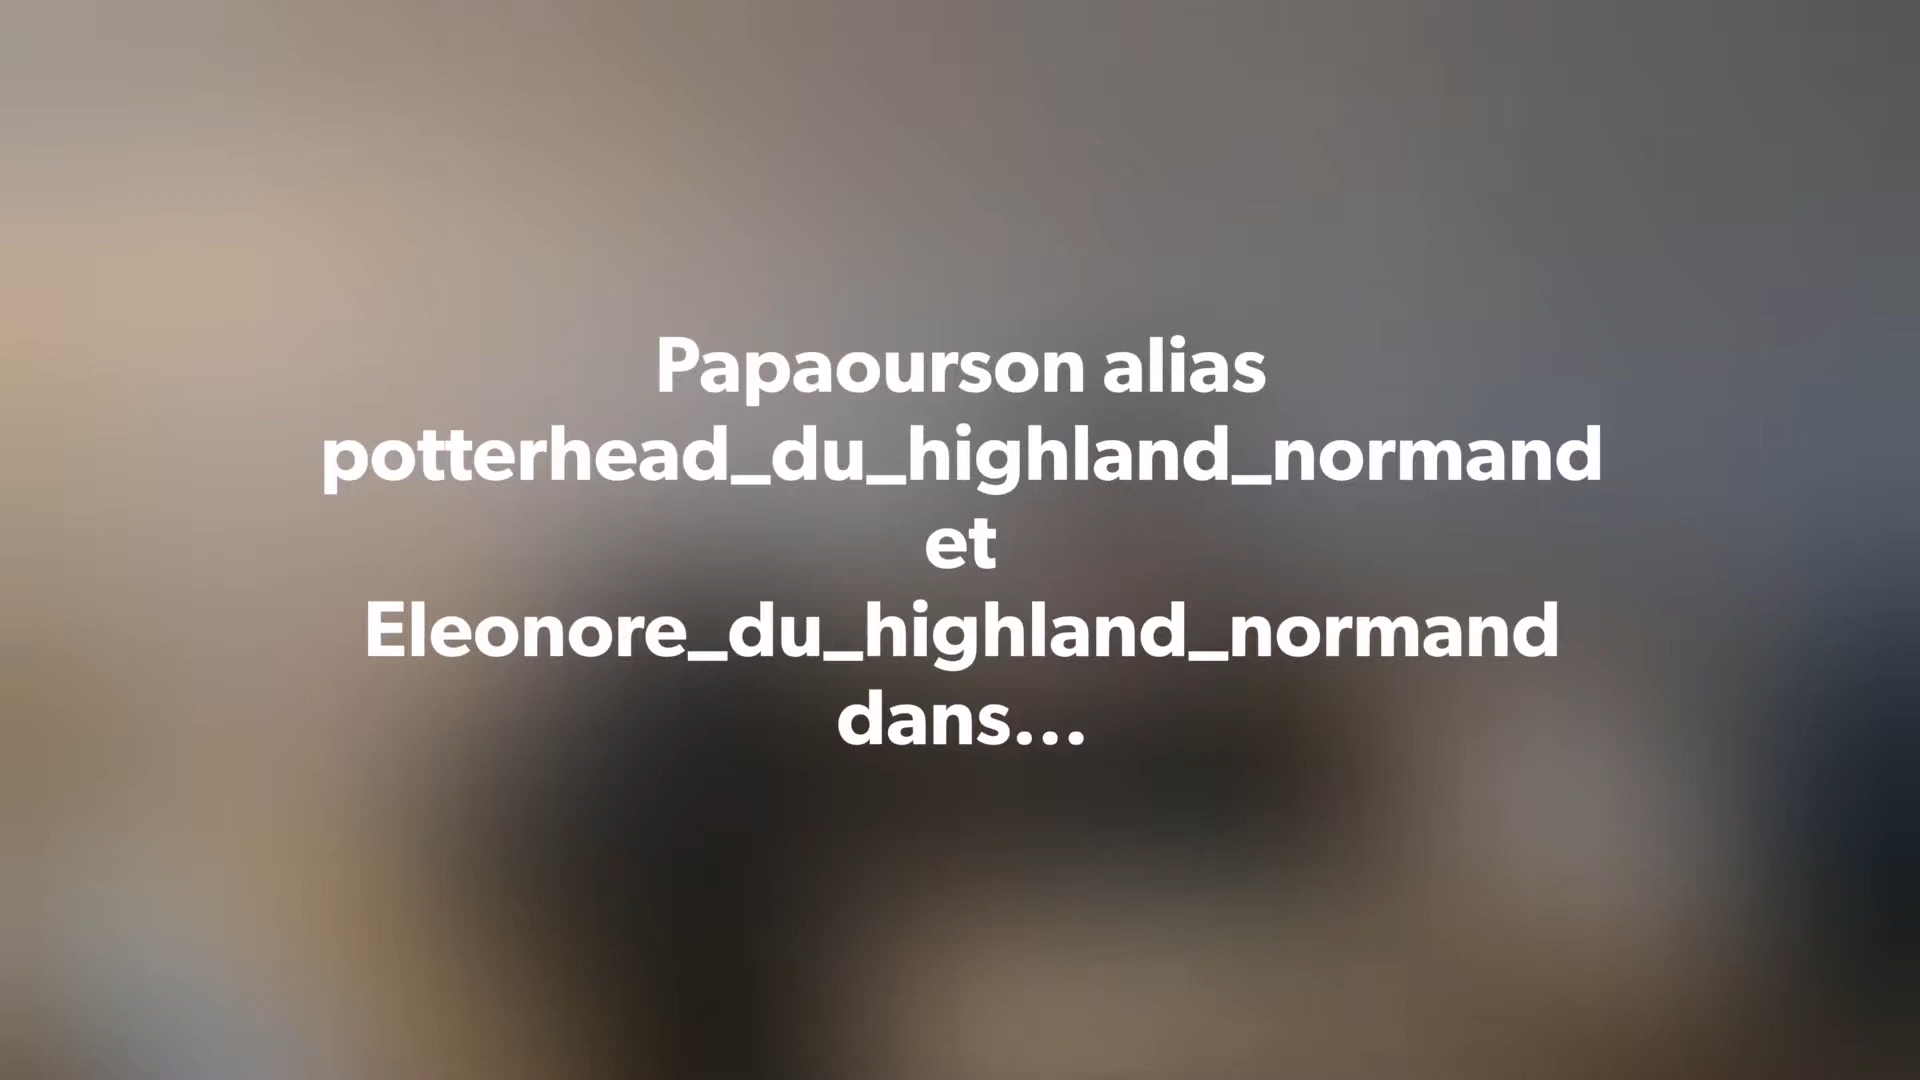 Papaourson alias
potterhead_du_highland_normand
et
Eleonore_du_highland_normand
dans...